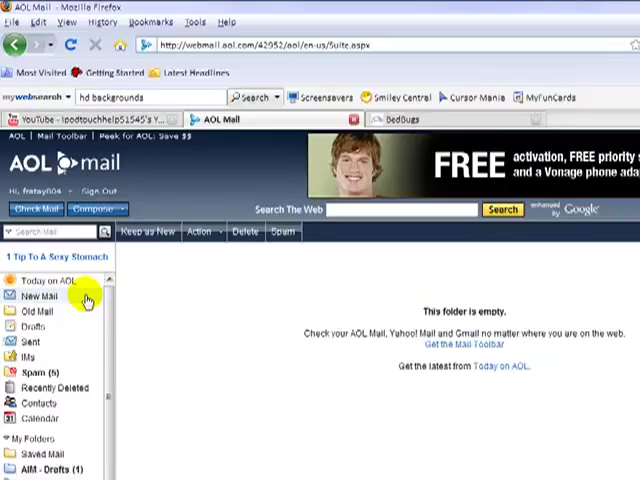 AOL Mail - Mozilla Firefox
File Edit View History Bookmarks Tools Help
http://webmail.aol.com/42952/aol/en-us/Suite.aspx
Most Visited Getting Started Latest Headlines
mywebsearch hd backgrounds Search Screensavers Smiley Central Cursor Mania MyFunCards
YouTube - ipodtouchhelp51545's Y... AOL Mail BedBugs
AOL | Mail Toolbar | Peek for AOL: Save $$
AOL mail
FREE activation, FREE priority s
and a Vonage phone ada
Hi, Sign Out
Check Mail Compose
Search The Web Search enhanced by Google
Search Mail Keep as New Action Delete Spam
1 Tip To A Sexy Stomach
Today on AOL
New Mail
Old Mail
Drafts
Sent
IMs
Spam (5)
Recently Deleted
Contacts
31 Calendar
My Folders
Saved Mail
AIM - Drafts (1)
This folder is empty.
Check your AOL Mail, Yahoo! Mail and Gmail no matter where you are on the web.
Get the Mail Toolbar
Get the latest from Today on AOL.